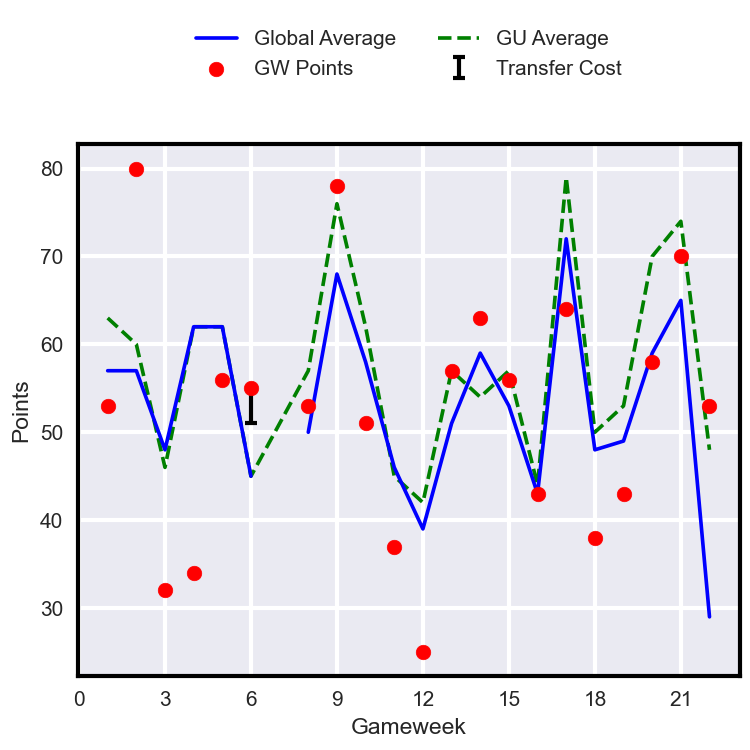 Global Average
GU Average
GW Points
Transfer Cost
80
70
60
50
40
30
Points
0 3 6 9 12 15 18 21
Gameweek